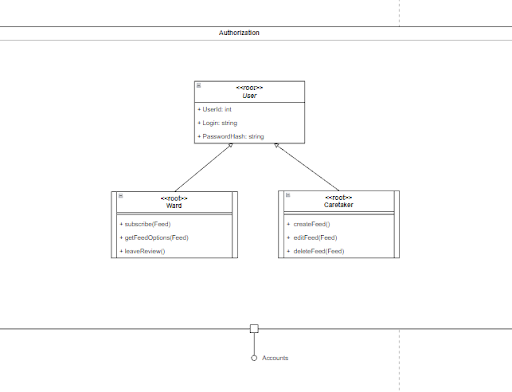 Authorization
<<root>>
User
+ UserId: int
+ Login: string
+ PasswordHash: string
<<root>>
Ward
+ subscribe(Feed)
+ getFeedOptions(Feed)
+ leaveReview()
<<root>>
Caretaker
+ createFeed()
+ editFeed(Feed)
+ deleteFeed(Feed)
Accounts